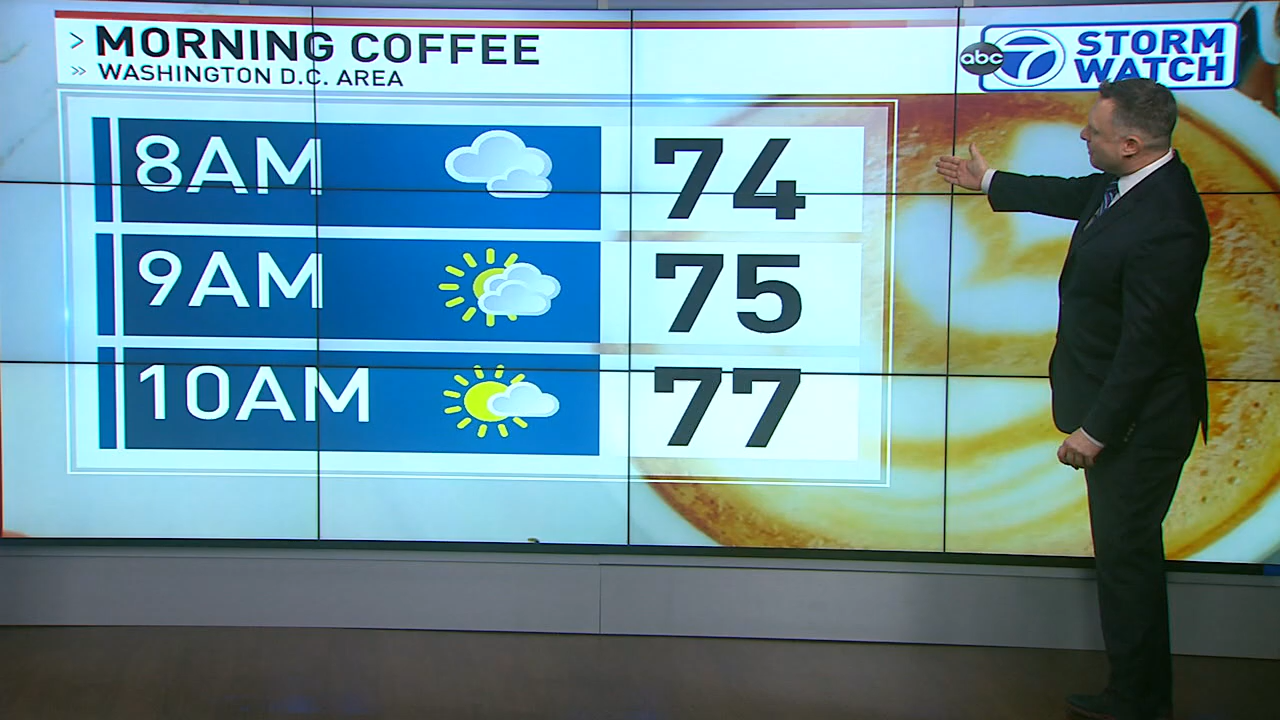 > MORNING COFFEE
>> WASHINGTON D.C. AREA
abc 7 STORM
WATCH
8AM 74
9AM 75
10AM 77